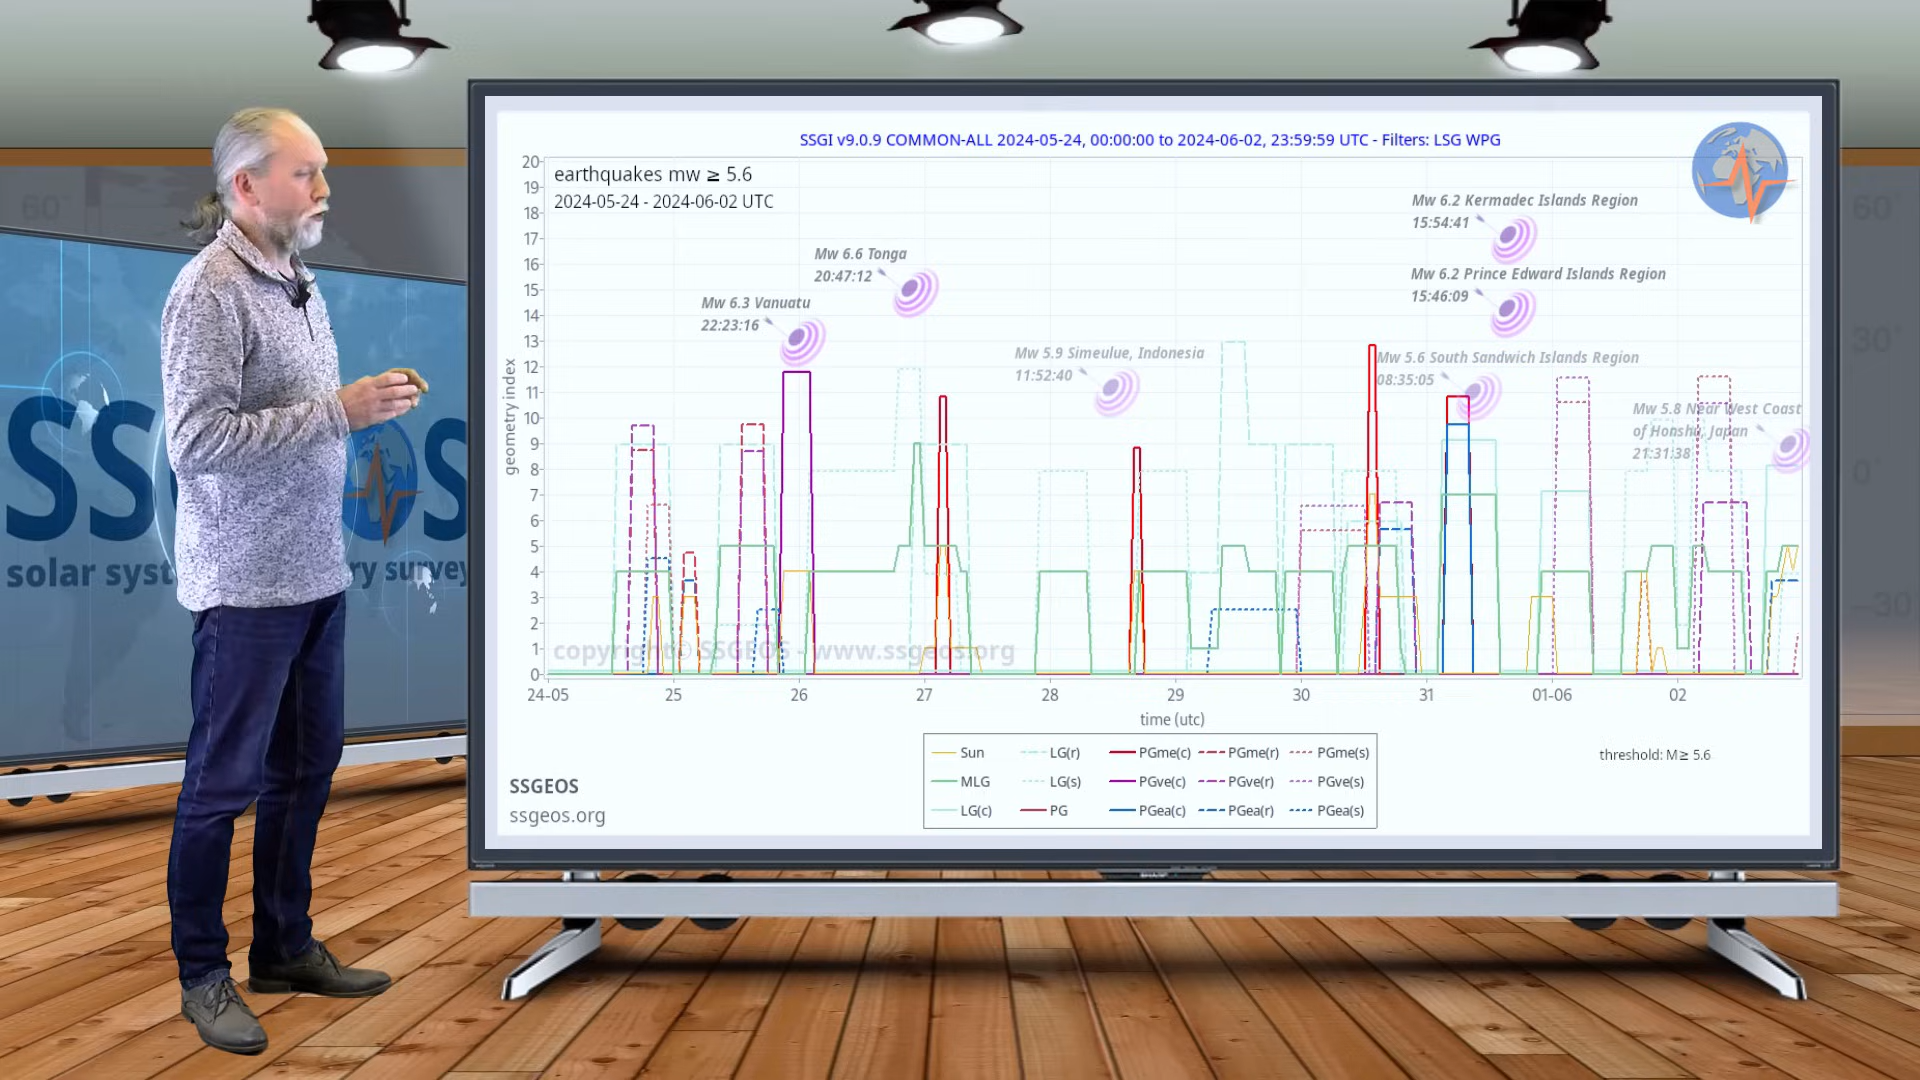 SSGI v9.0.9 COMMON-ALL 2024-05-24, 00:00:00 to 2024-06-02, 23:59:59 UTC - Filters: LSG WPG
earthquakes mw ≥ 5.6
2024-05-24 - 2024-06-02 UTC
Mw 6.2 Kermadec Islands Region
15:54:41
Mw 6.6 Tonga
20:47:12
Mw 6.2 Prince Edward Islands Region
15:46:09
Mw 6.3 Vanuatu
22:23:16
Mw 5.9 Simeulue, Indonesia
11:52:40
Mw 5.6 South Sandwich Islands Region
08:35:05
Mw 5.8 Near West Coast
of Honshu, Japan
21:31:38
geometry index
20
19
18
17
16
15
14
13
12
11
10
9
8
7
6
5
4
3
2
1
0
copyright© SSGEOS - www.ssgeos.org
24-05 25 26 27 28 29 30 31 01-06 02
time (utc)
Sun LG(r) PGme(c) PGme(r) PGme(s)
MLG LG(s) PGve(c) PGve(r) PGve(s)
LG(c) PG PGea(c) PGea(r) PGea(s)
threshold: M≥ 5.6
SSGEOS
ssgeos.org
60°
60°
30°
0°
-30